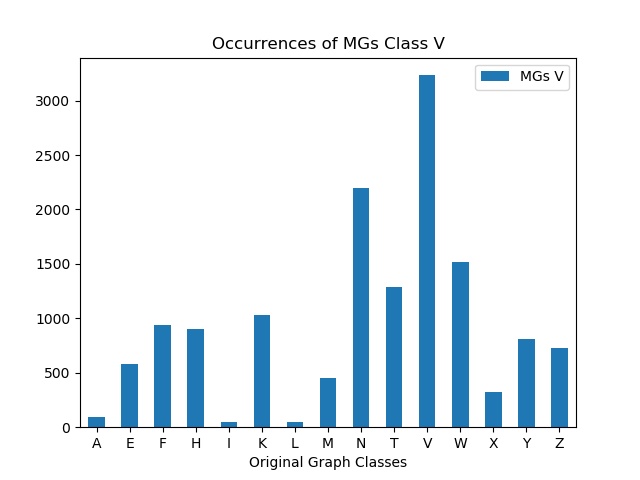 Occurrences of MGs Class V
MGs V
3000
2500
2000
1500
1000
500
0
A E F H I K L M N T V W X Y Z
Original Graph Classes